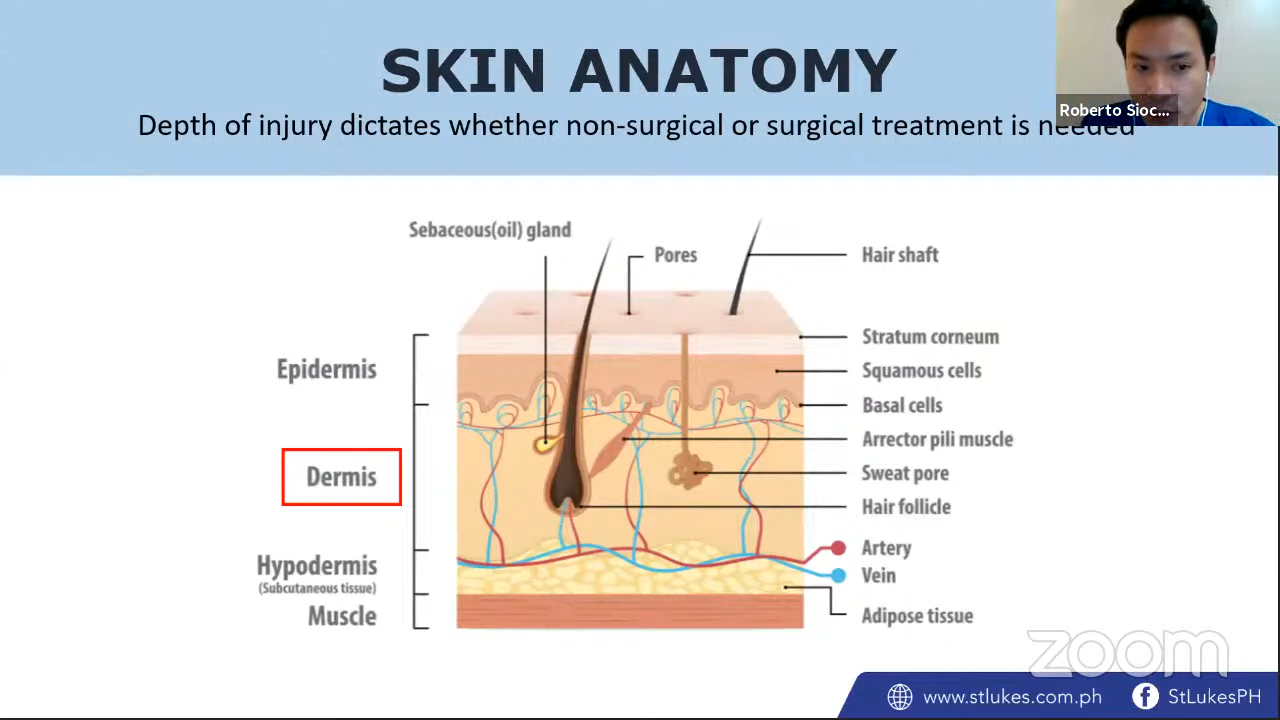 SKIN ANATOMY
Depth of injury dictates whether non-surgical or surgical treatment is needed
Roberto Sioc...
Sebaceous(oil) gland
Pores
Hair shaft
Epidermis
Stratum corneum
Squamous cells
Basal cells
Arrector pili muscle
Dermis
Sweat pore
Hair follicle
Hypodermis
(Subcutaneous tissue)
Artery
Vein
Muscle
Adipose tissue
zoom
www.stlukes.com.ph
StLukesPH